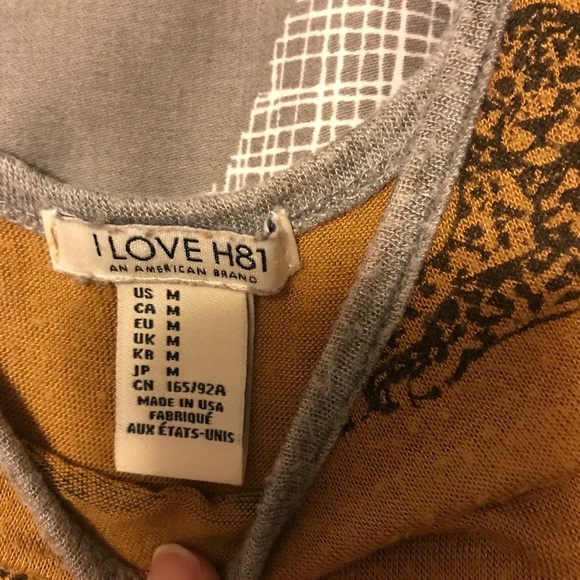 I LOVE H81
AN AMERICAN BRAND
US M
CA M
EU M
UK M
KR M
JP M
CN 165/92A
MADE IN USA
FABRIQUÉ
AUX ÉTATS-UNIS